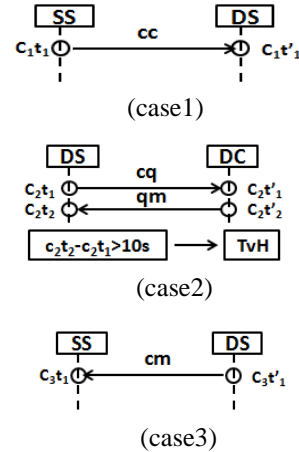 SS DS
cc
C₁t₁ C₁t'₁
(case1)
DS DC
cq
C₂t₁ C₂t'₁
qm
C₂t₂ C₂t'₂
c₂t₂-c₂t₁>10s TvH
(case2)
SS DS
cm
C₃t₁ C₃t'₁
(case3)